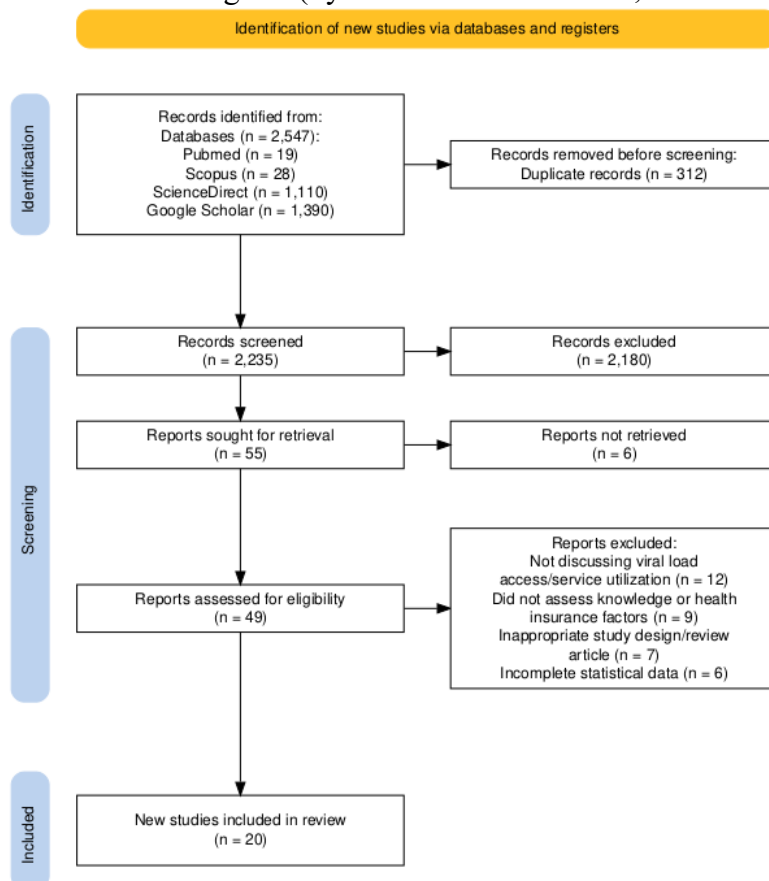 Identification of new studies via databases and registers
Identification
Records identified from:
Databases (n = 2,547):
Pubmed (n = 19)
Scopus (n = 28)
ScienceDirect (n = 1,110)
Google Scholar (n = 1,390)
Records removed before screening:
Duplicate records (n = 312)
Screening
Records screened
(n = 2,235)
Records excluded
(n = 2,180)
Reports sought for retrieval
(n = 55)
Reports not retrieved
(n = 6)
Reports assessed for eligibility
(n = 49)
Reports excluded:
Not discussing viral load
access/service utilization (n = 12)
Did not assess knowledge or health
insurance factors (n = 9)
Inappropriate study design/review
article (n = 7)
Incomplete statistical data (n = 6)
Included
New studies included in review
(n = 20)